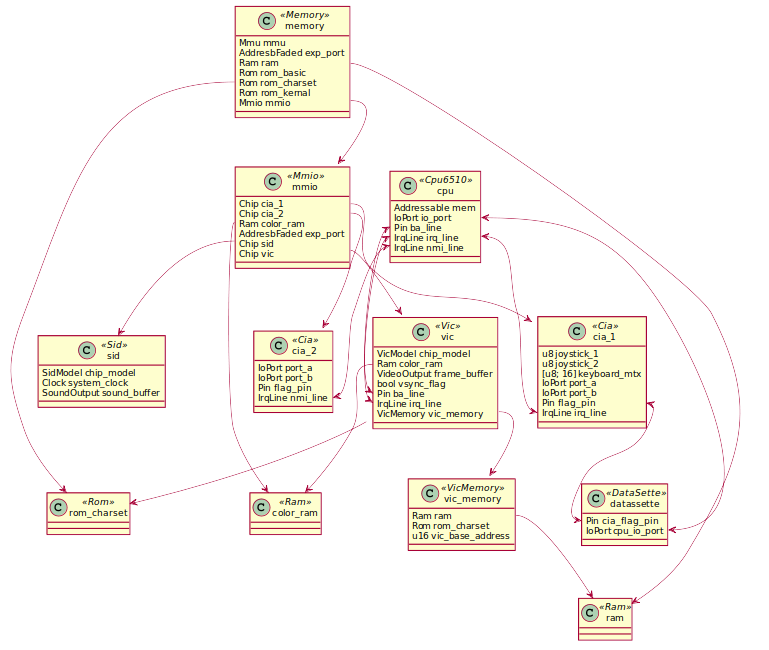 C
«Memory»
memory
Mmu mmu
AddresbFaded exp_port
Ram ram
Rom rom_basic
Rom rom_charset
Rom rom_kernal
Mmio mmio
C
«Mmio»
mmio
Chip cia_1
Chip cia_2
Ram color_ram
AddresbFaded exp_port
Chip sid
Chip vic
C
«Cpu6510»
cpu
Addressable mem
IoPort io_port
Pin ba_line
IrqLine irq_line
IrqLine nmi_line
C
«Sid»
sid
SidModel chip_model
Clock system_clock
SoundOutput sound_buffer
C
«Cia»
cia_2
IoPort port_a
IoPort port_b
Pin flag_pin
IrqLine nmi_line
C
«Vic»
vic
VicModel chip_model
Ram color_ram
VideoOutput frame_buffer
bool vsync_flag
Pin ba_line
IrqLine irq_line
VicMemory vic_memory
C
«Cia»
cia_1
u8 joystick_1
u8 joystick_2
[u8; 16] keyboard_mtx
IoPort port_a
IoPort port_b
Pin flag_pin
IrqLine irq_line
C
«Rom»
rom_charset
C
«Ram»
color_ram
C
«VicMemory»
vic_memory
Ram ram
Rom rom_charset
u16 vic_base_address
C
«DataSette»
datassette
Pin cia_flag_pin
IoPort cpu_io_port
C
«Ram»
ram